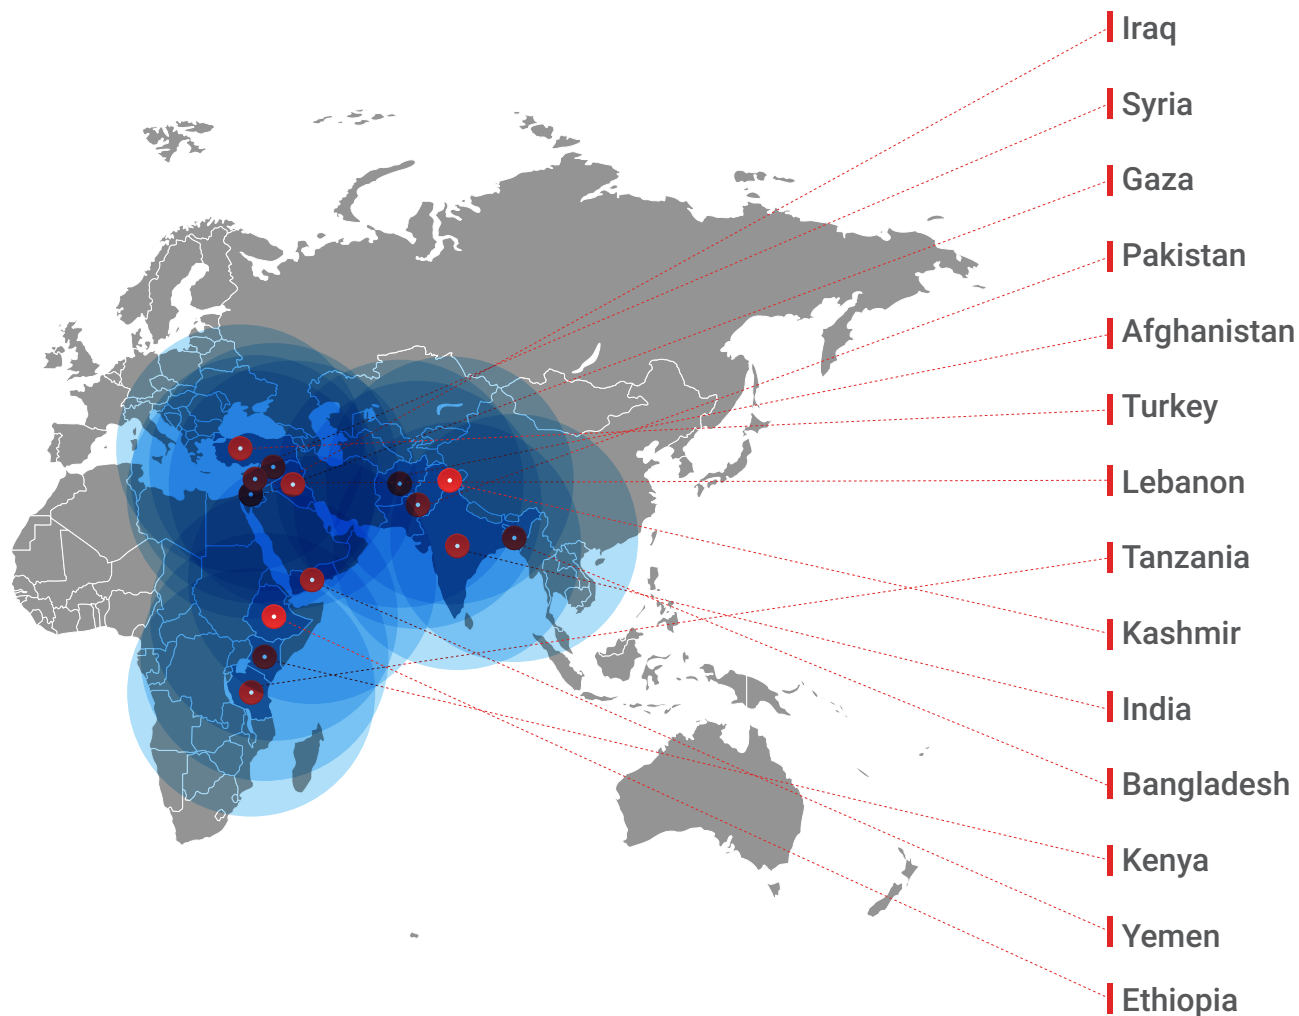 Iraq
Syria
Gaza
Pakistan
Afghanistan
Turkey
Lebanon
Tanzania
Kashmir
India
Bangladesh
Kenya
Yemen
Ethiopia